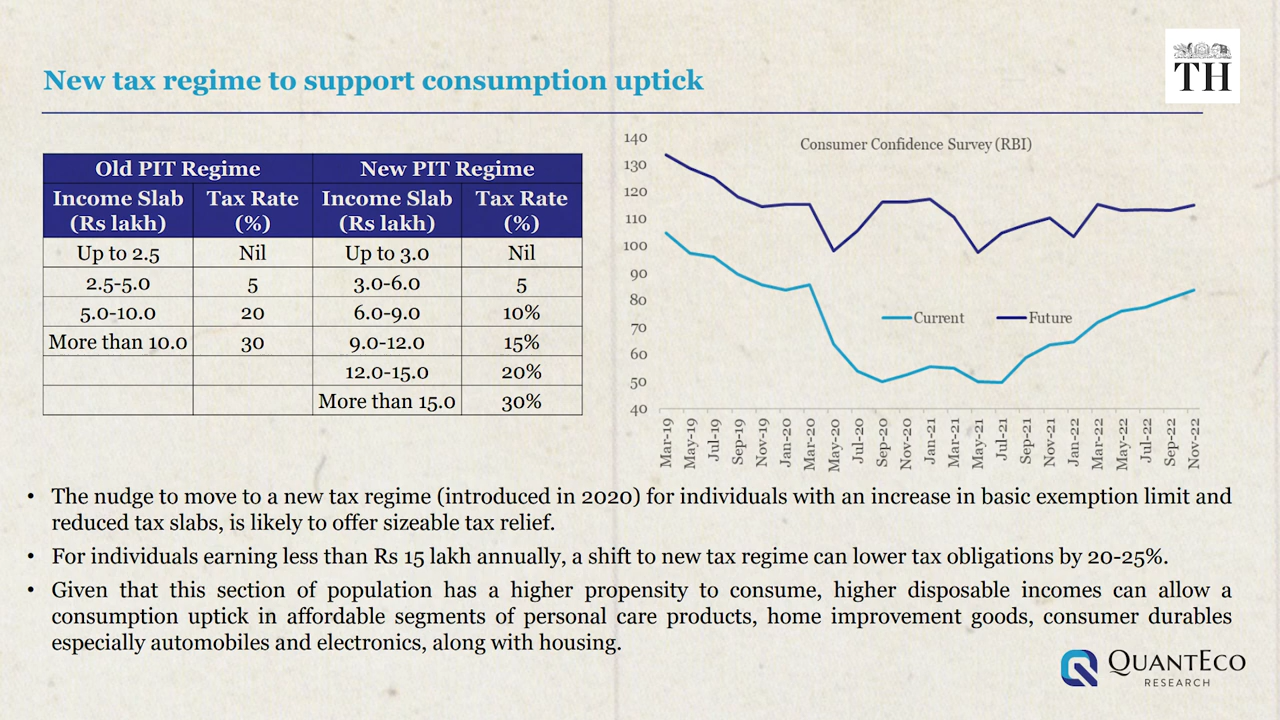 New tax regime to support consumption uptick
TH
Old PIT Regime New PIT Regime
Income Slab (Rs lakh) Tax Rate (%) Income Slab (Rs lakh) Tax Rate (%)
Up to 2.5 Nil Up to 3.0 Nil
2.5-5.0 5 3.0-6.0 5
5.0-10.0 20 6.0-9.0 10%
More than 10.0 30 9.0-12.0 15%
12.0-15.0 20%
More than 15.0 30%
Consumer Confidence Survey (RBI)
140
130
120
110
100
90
80
70
60
50
40
Current Future
Mar-19 May-19 Jul-19 Sep-19 Nov-19 Jan-20 Mar-20 May-20 Jul-20 Sep-20 Nov-20 Jan-21 Mar-21 May-21 Jul-21 Sep-21 Nov-21 Jan-22 Mar-22 May-22 Jul-22 Sep-22 Nov-22
• The nudge to move to a new tax regime (introduced in 2020) for individuals with an increase in basic exemption limit and
reduced tax slabs, is likely to offer sizeable tax relief.
• For individuals earning less than Rs 15 lakh annually, a shift to new tax regime can lower tax obligations by 20-25%.
• Given that this section of population has a higher propensity to consume, higher disposable incomes can allow a
consumption uptick in affordable segments of personal care products, home improvement goods, consumer durables
especially automobiles and electronics, along with housing.
QUANTECO
RESEARCH